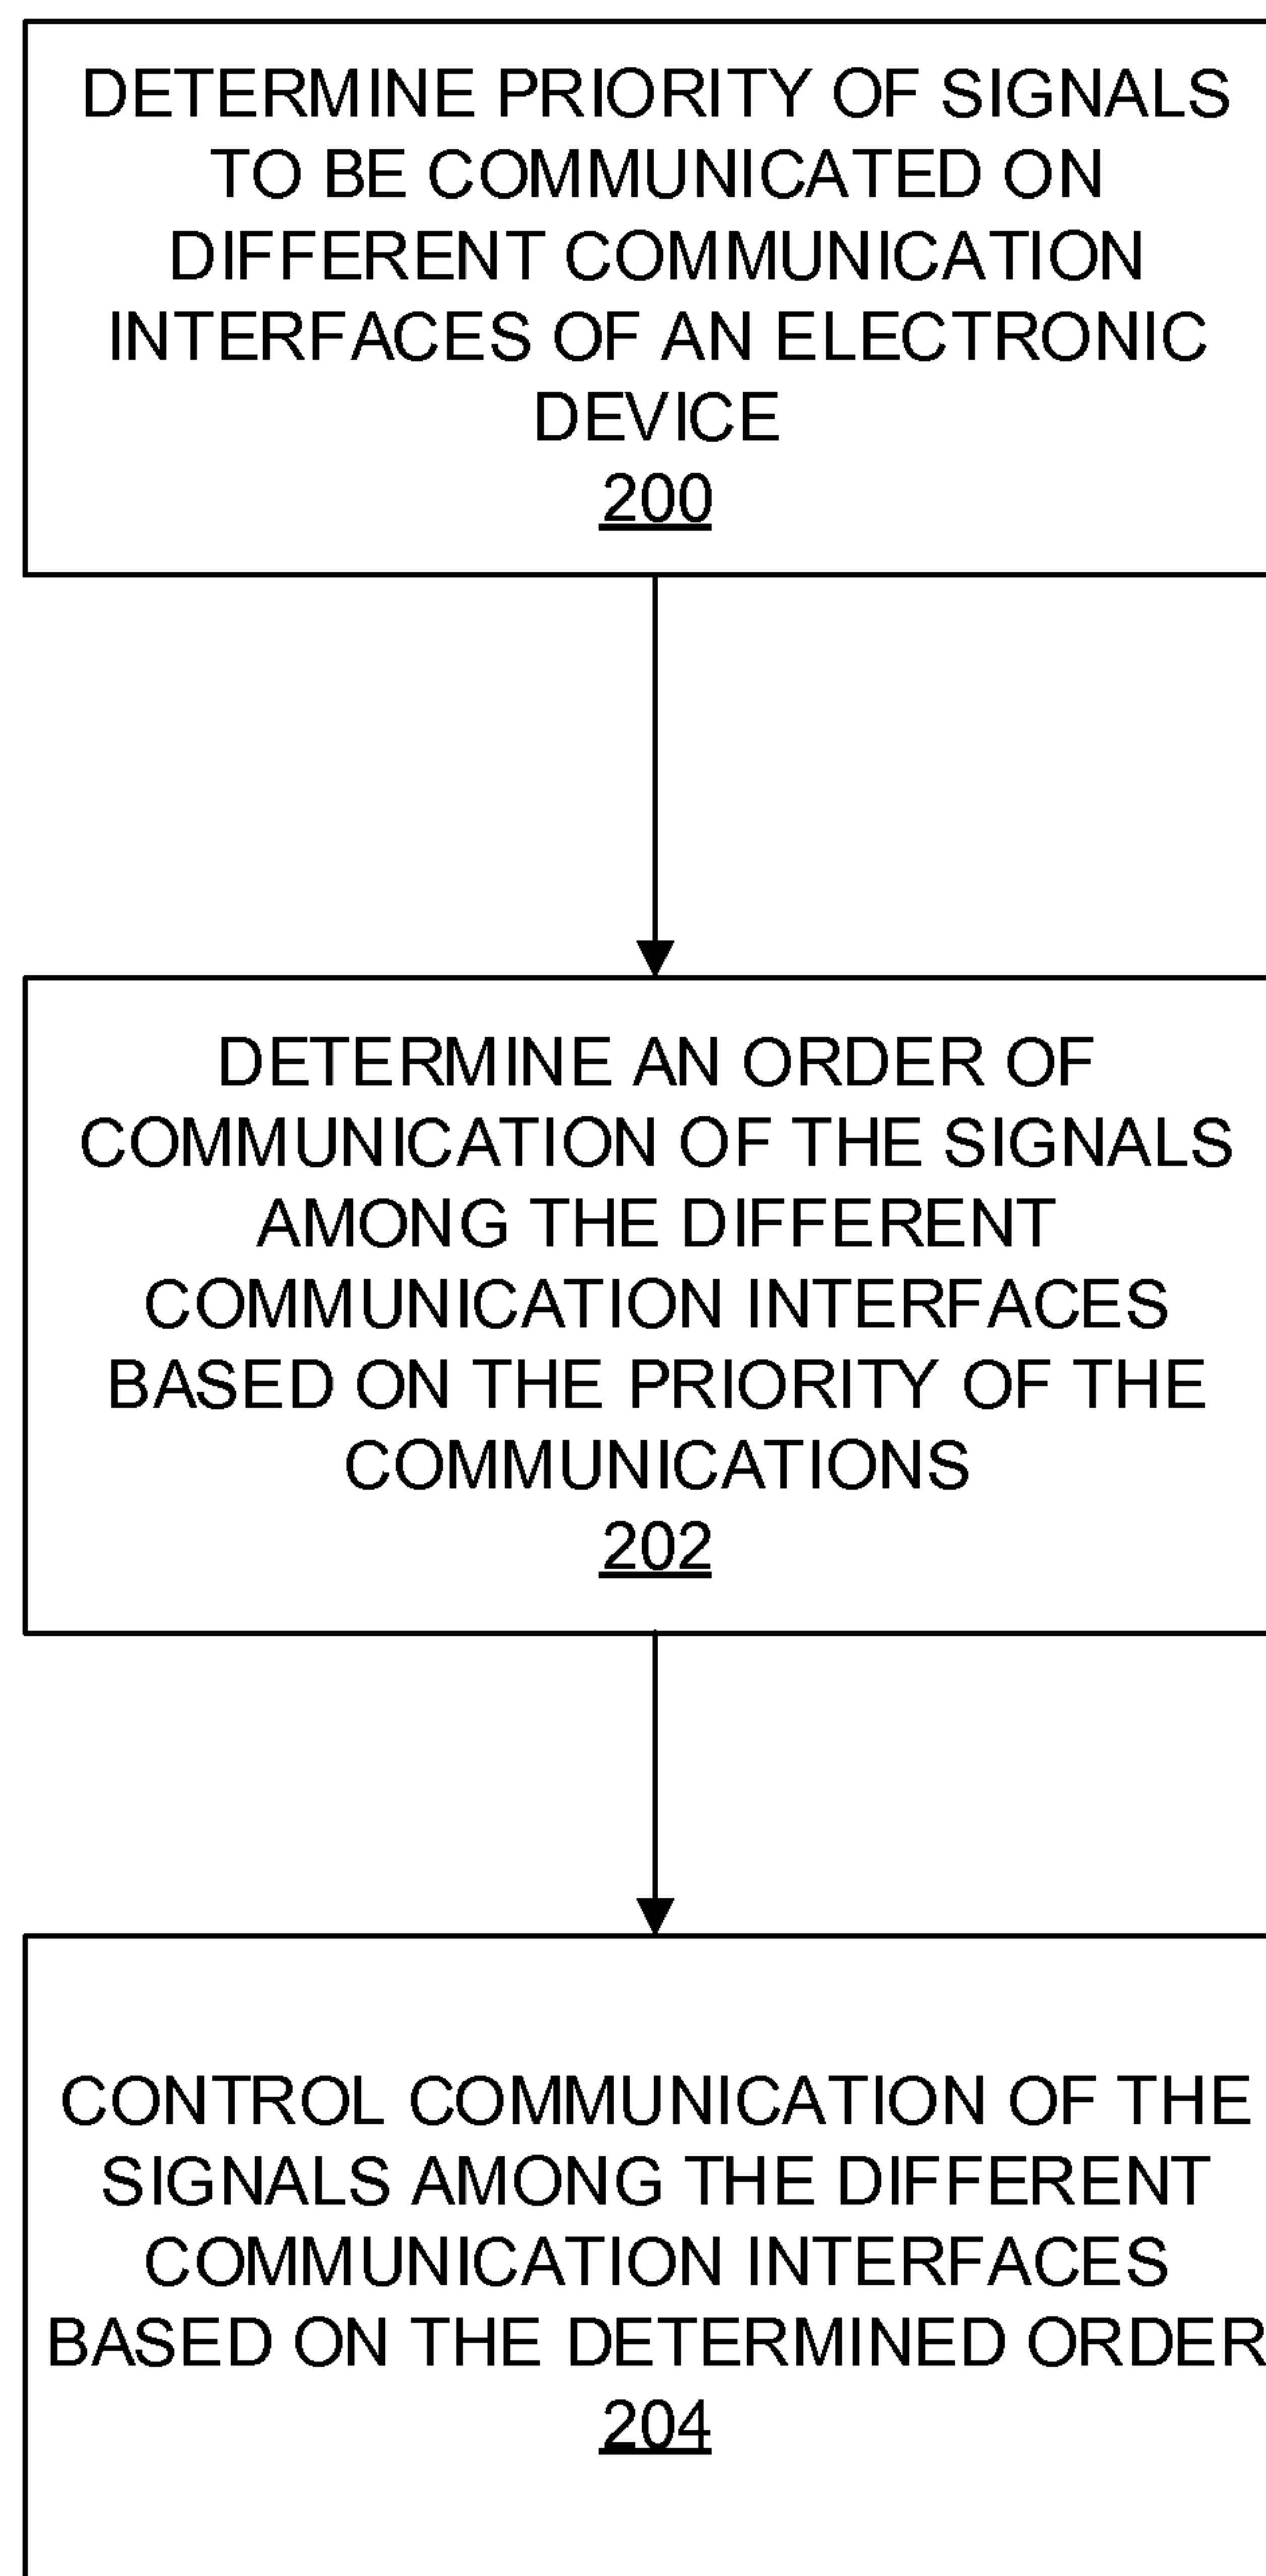 DETERMINE PRIORITY OF SIGNALS
TO BE COMMUNICATED ON
DIFFERENT COMMUNICATION
INTERFACES OF AN ELECTRONIC
DEVICE
200
DETERMINE AN ORDER OF
COMMUNICATION OF THE SIGNALS
AMONG THE DIFFERENT
COMMUNICATION INTERFACES
BASED ON THE PRIORITY OF THE
COMMUNICATIONS
202
CONTROL COMMUNICATION OF THE
SIGNALS AMONG THE DIFFERENT
COMMUNICATION INTERFACES
BASED ON THE DETERMINED ORDER
204